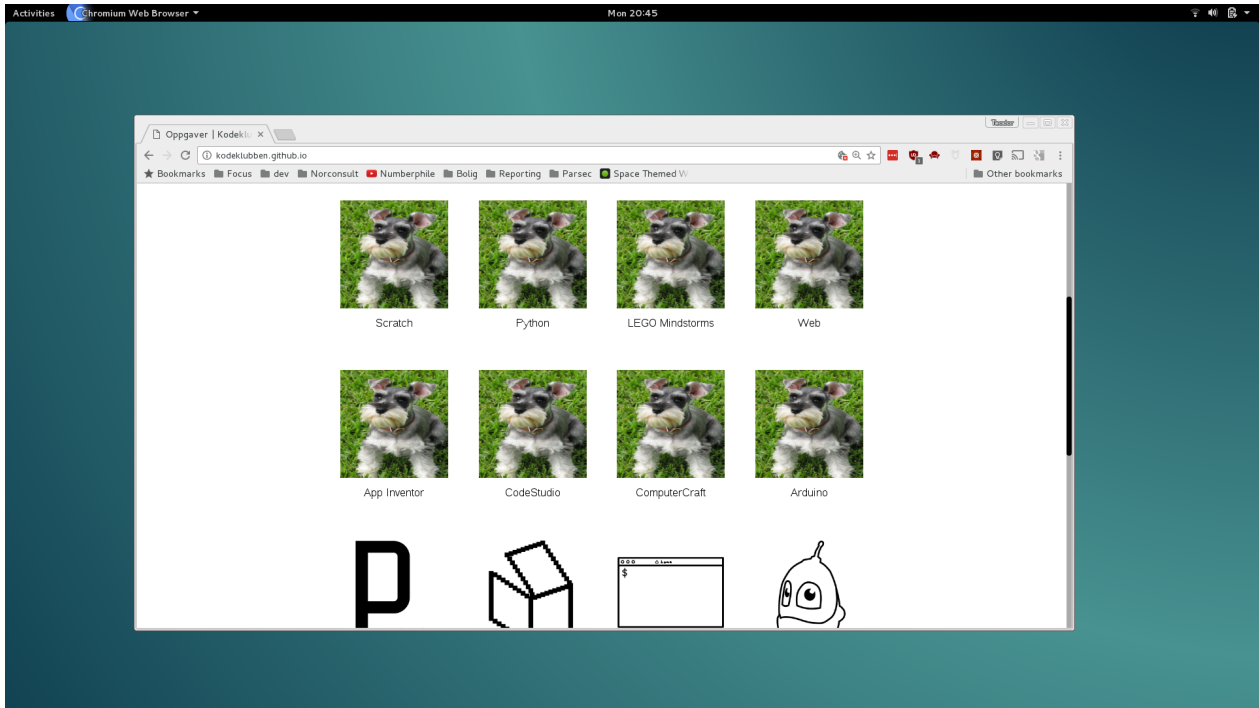 Activities Chromium Web Browser Mon 20:45
Oppgaver | Kodeklu
kodeklubben.github.io
Bookmarks Focus dev Norconsult Numberphile Bolig Reporting Parsec Space Themed W Other bookmarks
Scratch Python LEGO Mindstorms Web
App Inventor CodeStudio ComputerCraft Arduino
P
$